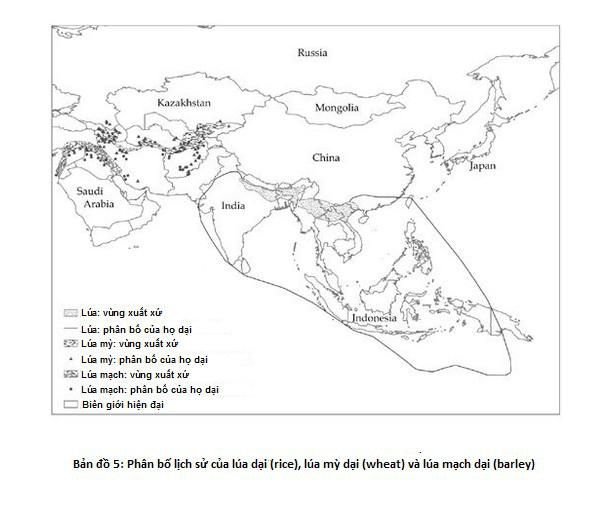 Russia
Kazakhstan
Mongolia
China
Japan
Saudi
Arabia
India
Indonesia
Lúa: vùng xuất xứ
Lúa: phân bố của họ dại
Lúa mỳ: vùng xuất xứ
Lúa mỳ: phân bố của họ dại
Lúa mạch: vùng xuất xứ
Lúa mạch: phân bố của họ dại
Biên giới hiện đại
Bản đồ 5: Phân bố lịch sử của lúa dại (rice), lúa mỳ dại (wheat) và lúa mạch dại (barley)